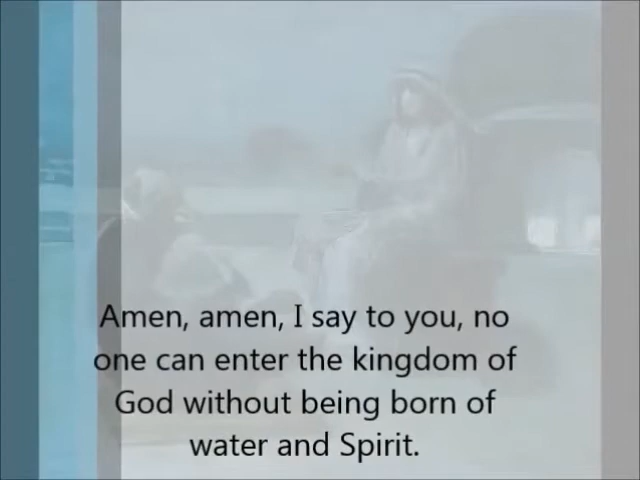 Amen, amen, I say to you, no
one can enter the kingdom of
God without being born of
water and Spirit.